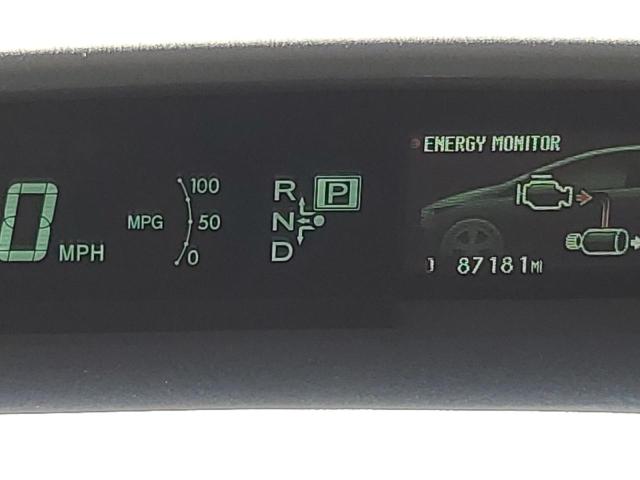 ENERGY MONITOR
100
R P
0 MPH
MPG
50
N
D
0
87181 MI